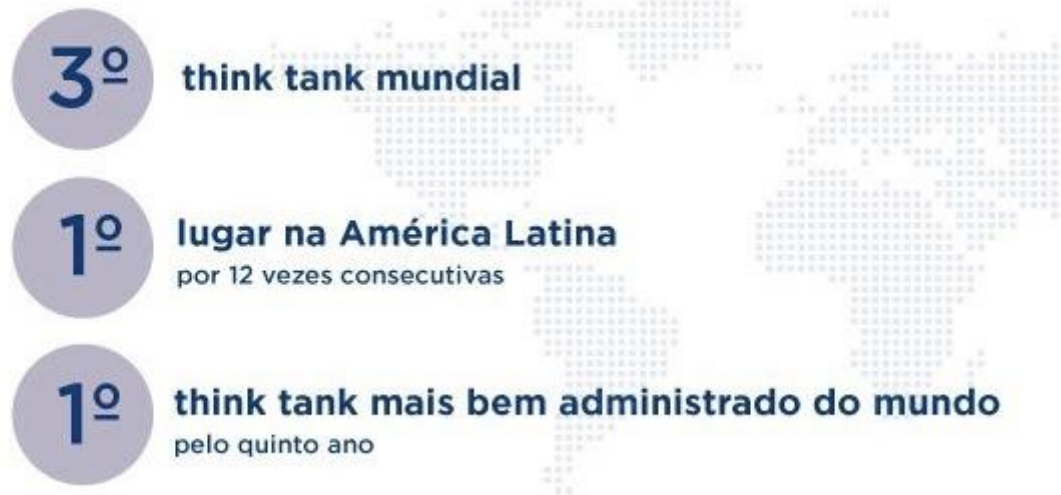 3º
think tank mundial
1º
lugar na América Latina
por 12 vezes consecutivas
1º
think tank mais bem administrado do mundo
pelo quinto ano